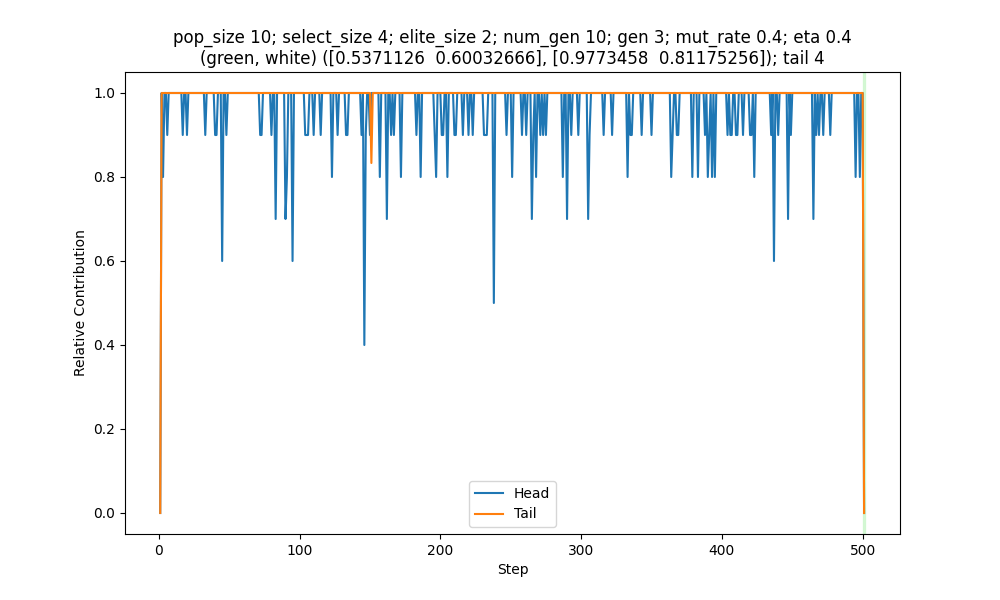 pop_size 10; select_size 4; elite_size 2; num_gen 10; gen 3; mut_rate 0.4; eta 0.4
(green, white) ([0.5371126  0.60032666], [0.9773458  0.81175256]); tail 4
1.0
0.8
0.6
0.4
0.2
0.0
Relative Contribution
Head
Tail
0
100
200
300
400
500
Step